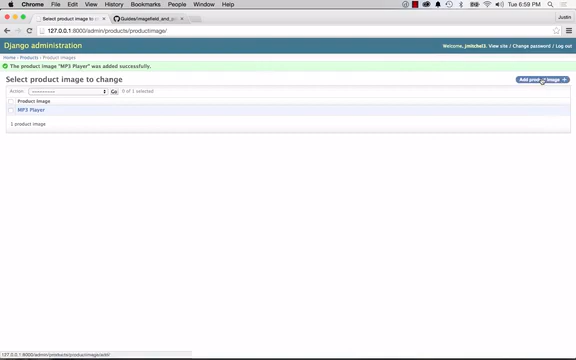 Chrome File Edit View History Bookmarks People Window Help
Tue 6:59 PM
Select product image to c
Guides/imagefield_and_
Justin
127.0.0.1:8000/admin/products/productimage/
Django administration
Welcome, jmitchel3. View site / Change password / Log out
Home › Products › Product images
The product image "MP3 Player" was added successfully.
Select product image to change
Add product image +
Action: --------- Go 0 of 1 selected
Product image
MP3 Player
1 product image
127.0.0.1:8000/admin/products/productimage/add/